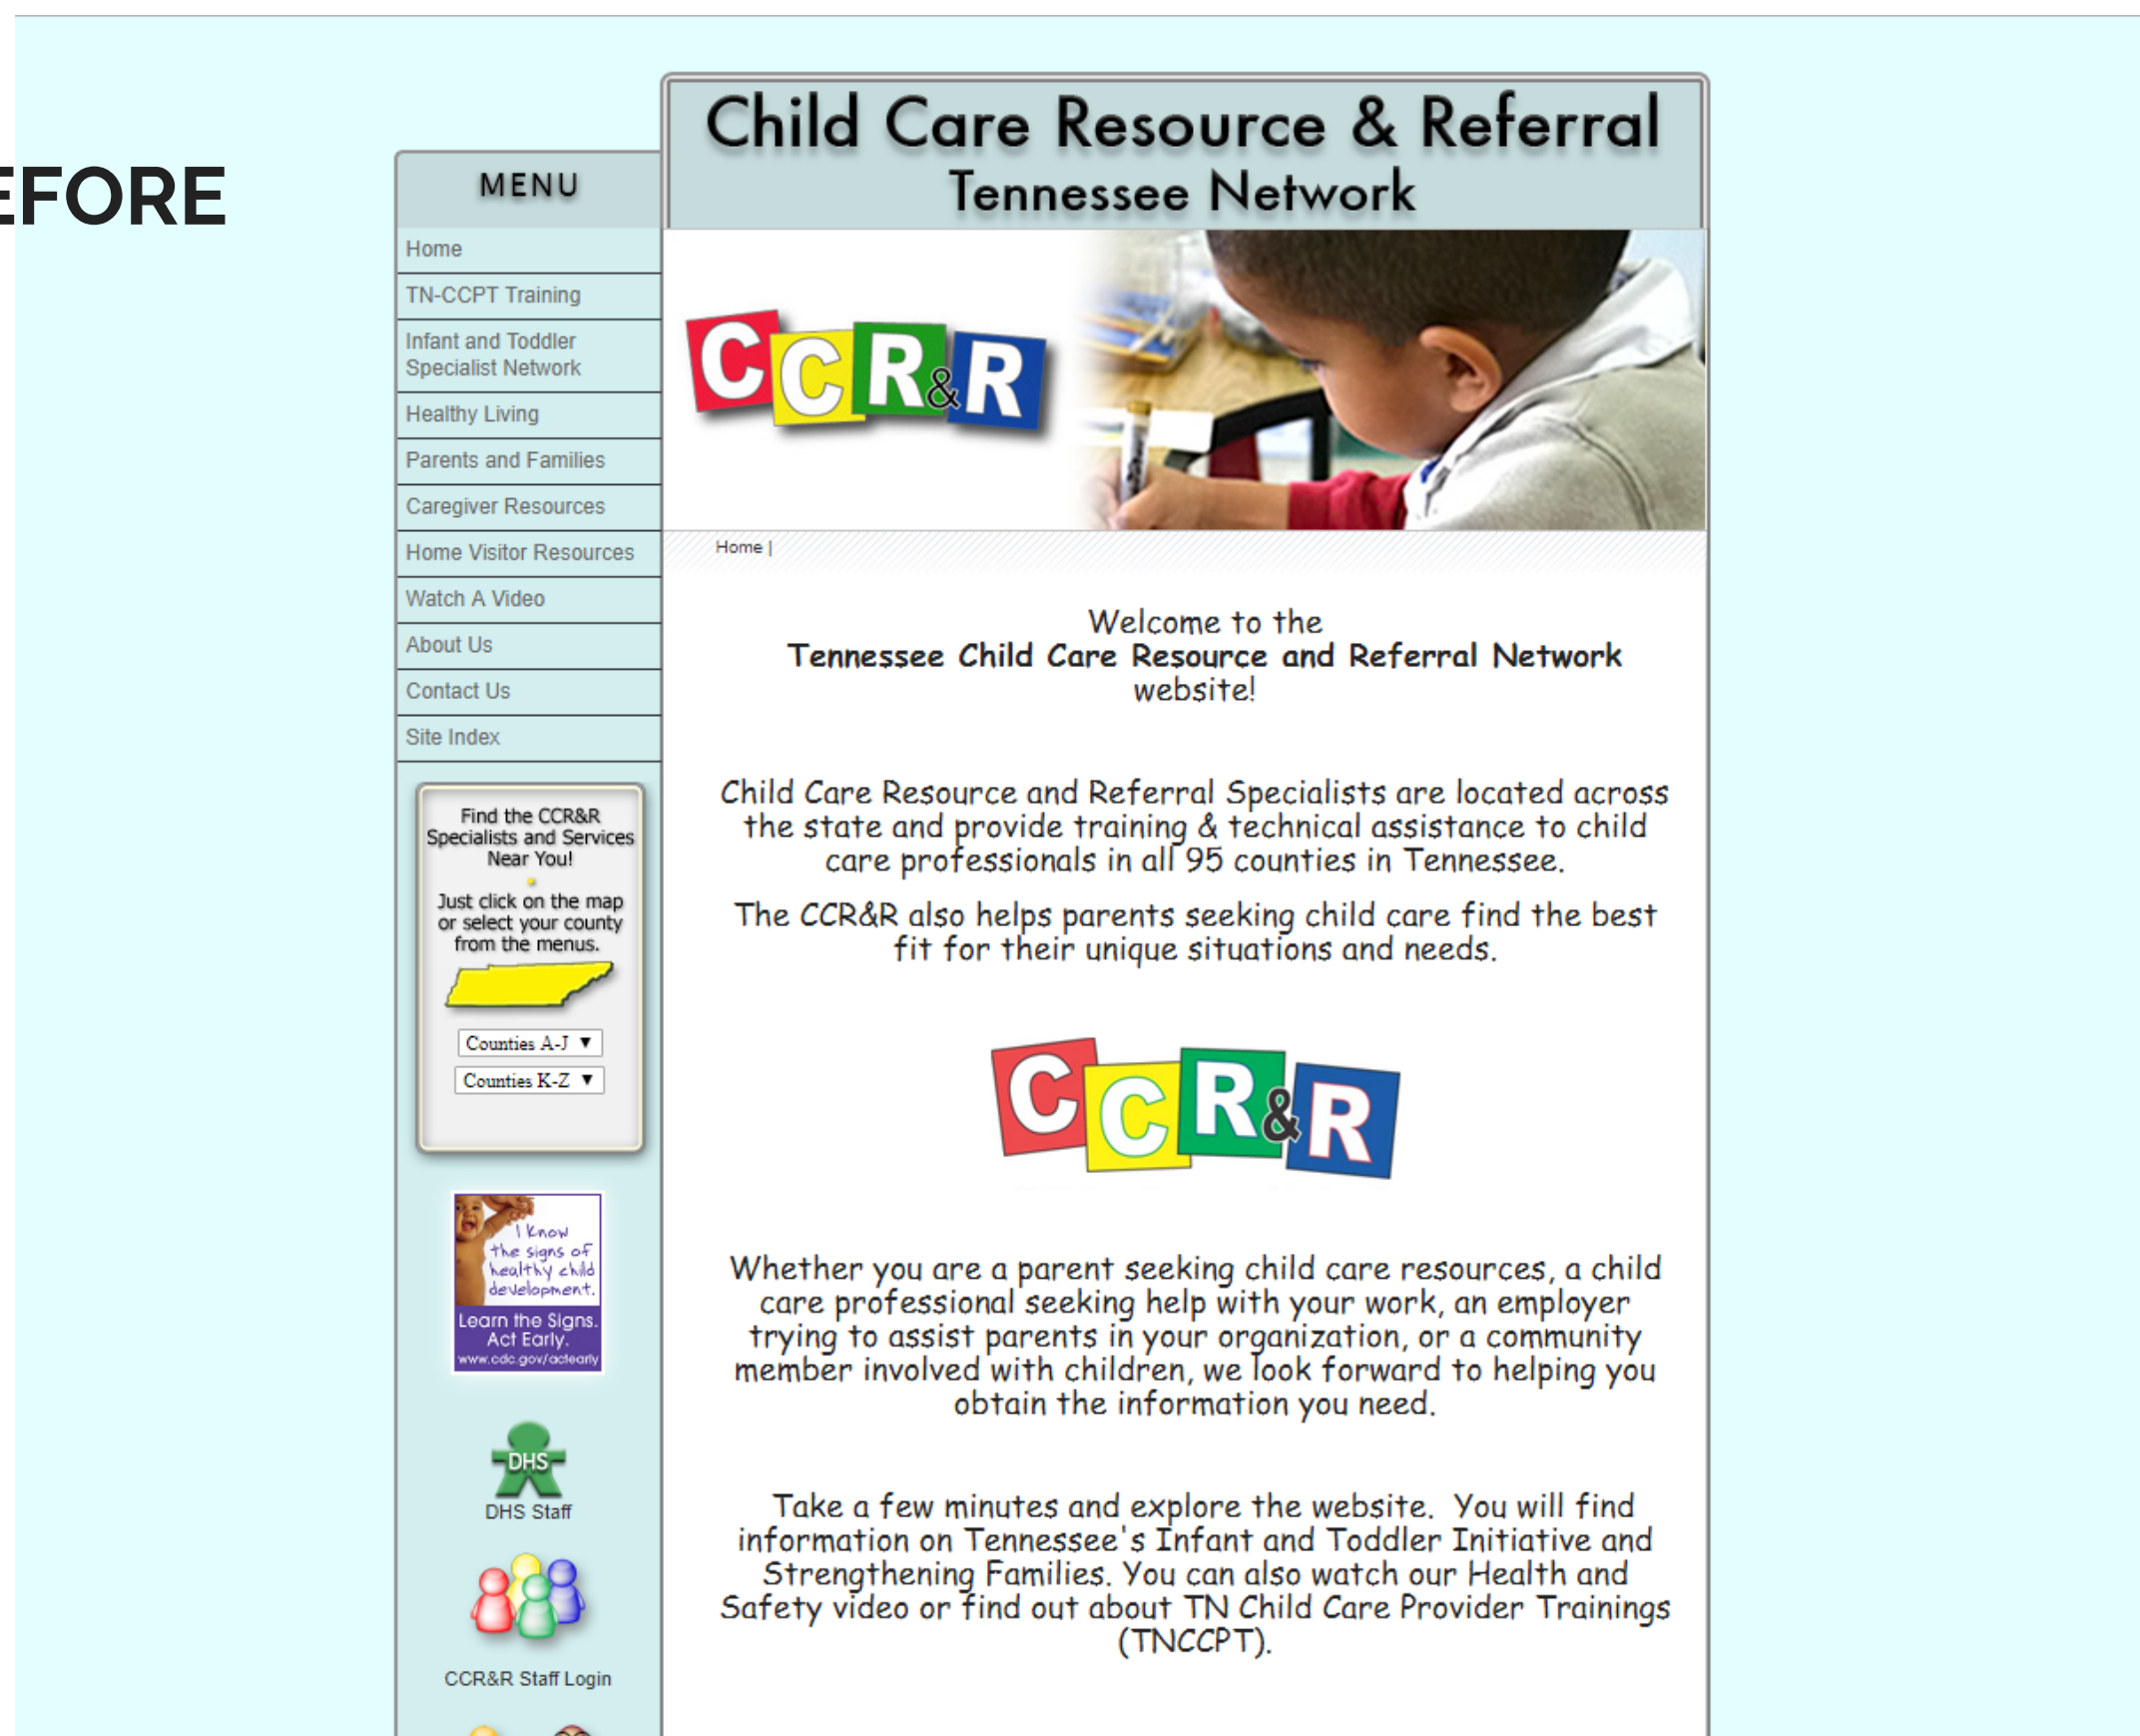 EFORE
Child Care Resource & Referral
Tennessee Network
MENU
Home
TN-CCPT Training
Infant and Toddler
Specialist Network
Healthy Living
Parents and Families
Caregiver Resources
Home Visitor Resources
Watch A Video
About Us
Contact Us
Site Index
Find the CCR&R
Specialists and Services
Near You!
Just click on the map
or select your county
from the menus.
Counties A-J ▼
Counties K-Z ▼
I know
the signs of
healthy child
development.
Learn the Signs.
Act Early.
www.cdc.gov/actearly
DHS
DHS Staff
CCR&R Staff Login
CCR&R
Home |
Welcome to the
Tennessee Child Care Resource and Referral Network
website!
Child Care Resource and Referral Specialists are located across
the state and provide training & technical assistance to child
care professionals in all 95 counties in Tennessee.
The CCR&R also helps parents seeking child care find the best
fit for their unique situations and needs.
CCR&R
Whether you are a parent seeking child care resources, a child
care professional seeking help with your work, an employer
trying to assist parents in your organization, or a community
member involved with children, we look forward to helping you
obtain the information you need.
Take a few minutes and explore the website.  You will find
information on Tennessee's Infant and Toddler Initiative and
Strengthening Families. You can also watch our Health and
Safety video or find out about TN Child Care Provider Trainings
(TNCCPT).